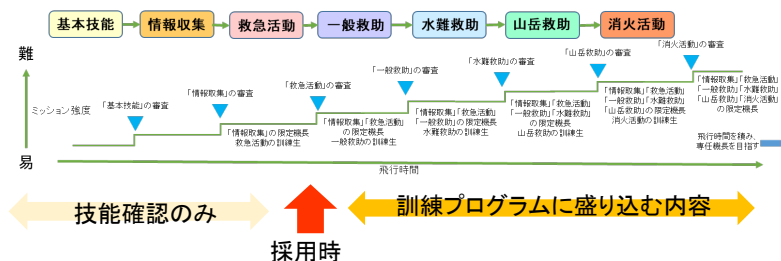 基本技能
情報収集
救急活動
一般救助
水難救助
山岳救助
消火活動
難
易
ミッション強度
「基本技能」の審査
「情報収集」の審査
「救急活動」の審査
「一般救助」の審査
「水難救助」の審査
「山岳救助」の審査
「消火活動」の審査
「情報収集」の限定機長
救急活動の訓練生
「情報収集」「救急活動」
の限定機長
一般救助の訓練生
「情報収集」「救急活動」
「一般救助」の限定機長
水難救助の訓練生
「情報収集」「救急活動」
「一般救助」「水難救助」
の限定機長
山岳救助の訓練生
「情報収集」「救急活動」
「一般救助」「水難救助」
「山岳救助」の限定機長
消火活動の訓練生
「情報収集」「救急活動」
「一般救助」「水難救助」
「山岳救助」「消火活動」
の限定機長
飛行時間を積み、
専任機長を目指す
飛行時間
技能確認のみ
採用時
訓練プログラムに盛り込む内容